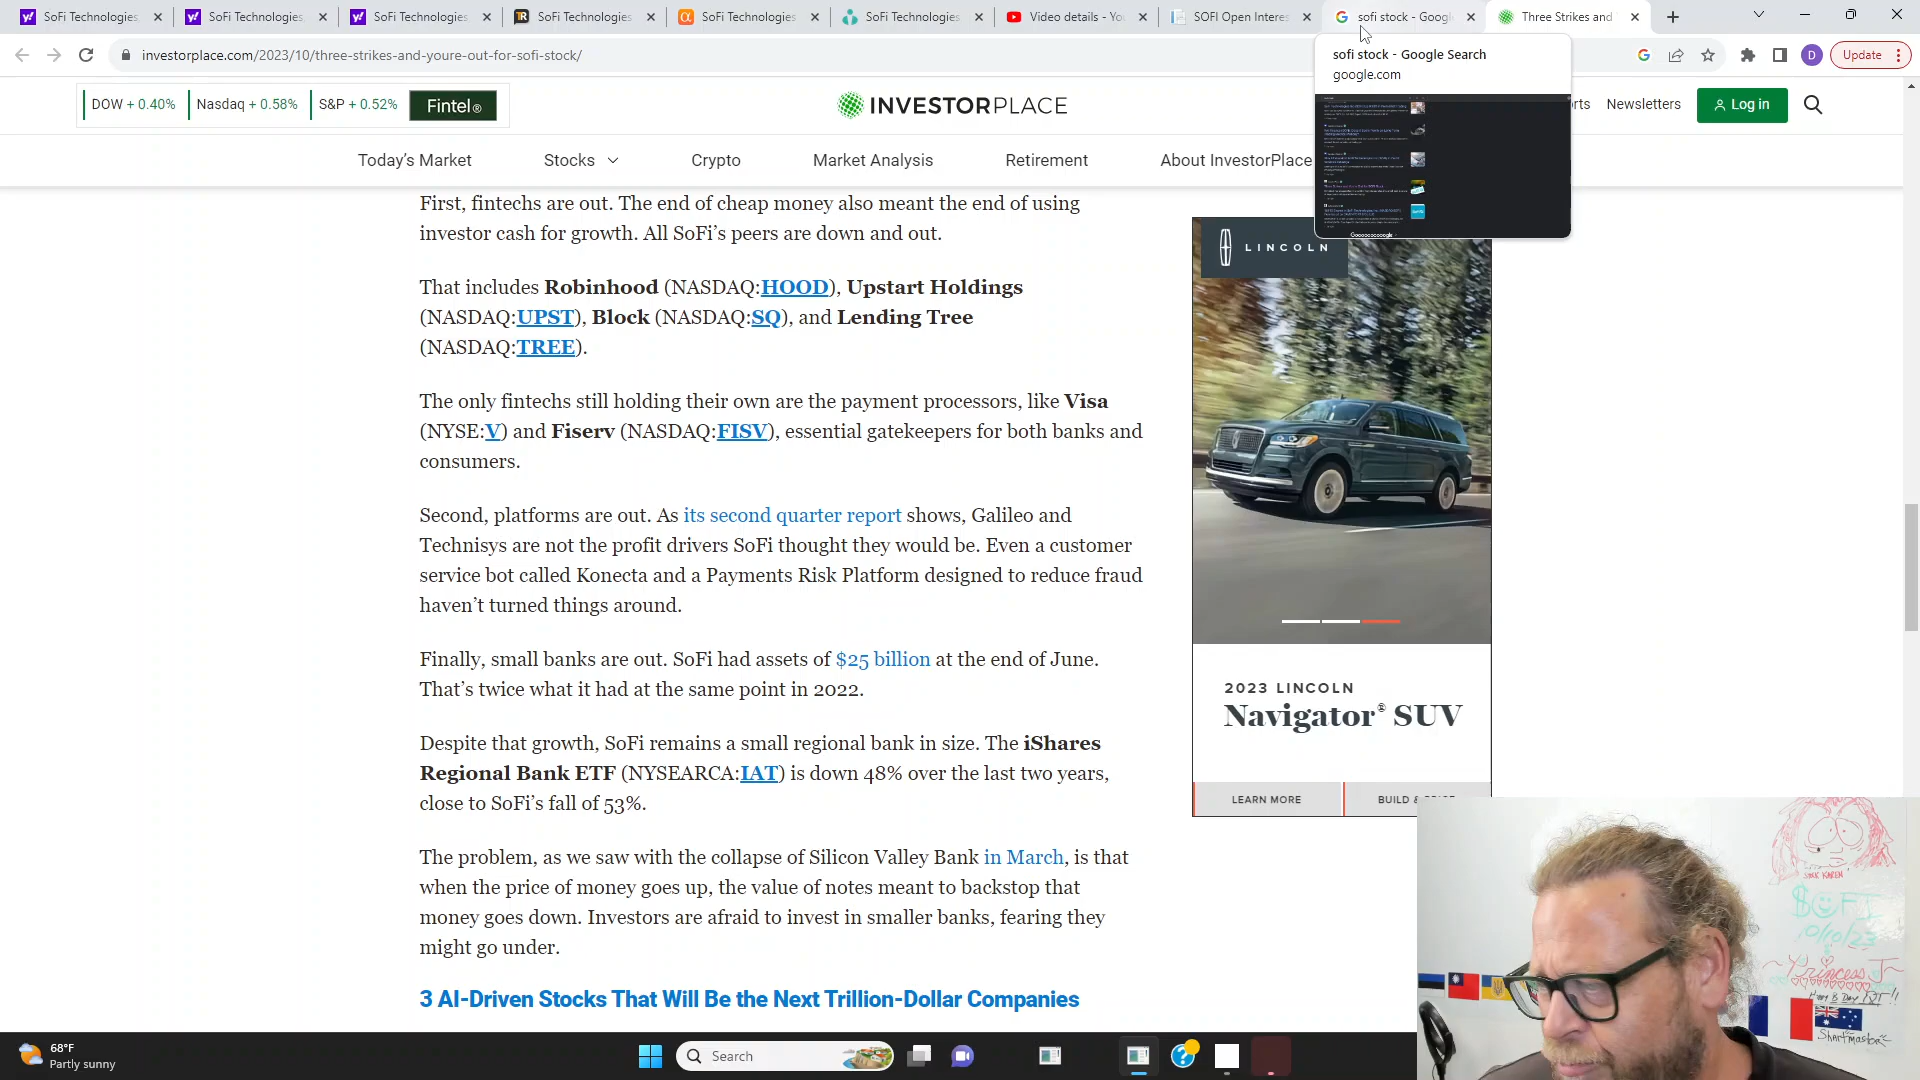 SoFi Technologies,
SoFi Technologies,
SoFi Technologies
SoFi Technologies
SoFi Technologies
SoFi Technologies
Video details - Yo
SOFI Open Interes
sofi stock - Googl
Three Strikes and
investorplace.com/2023/10/three-strikes-and-youre-out-for-sofi-stock/
D
Update
sofi stock - Google Search
google.com
DOW + 0.40%
Nasdaq + 0.58%
S&P + 0.52%
Fintel
INVESTORPLACE
rts
Newsletters
Log in
Today's Market
Stocks
Crypto
Market Analysis
Retirement
About InvestorPlace
First, fintechs are out. The end of cheap money also meant the end of using
investor cash for growth. All SoFi's peers are down and out.
That includes Robinhood (NASDAQ:HOOD), Upstart Holdings
(NASDAQ:UPST), Block (NASDAQ:SQ), and Lending Tree
(NASDAQ:TREE).
The only fintechs still holding their own are the payment processors, like Visa
(NYSE:V) and Fiserv (NASDAQ:FISV), essential gatekeepers for both banks and
consumers.
Second, platforms are out. As its second quarter report shows, Galileo and
Technisys are not the profit drivers SoFi thought they would be. Even a customer
service bot called Konecta and a Payments Risk Platform designed to reduce fraud
haven't turned things around.
Finally, small banks are out. SoFi had assets of $25 billion at the end of June.
That's twice what it had at the same point in 2022.
Despite that growth, SoFi remains a small regional bank in size. The iShares
Regional Bank ETF (NYSEARCA:IAT) is down 48% over the last two years,
close to SoFi's fall of 53%.
The problem, as we saw with the collapse of Silicon Valley Bank in March, is that
when the price of money goes up, the value of notes meant to backstop that
money goes down. Investors are afraid to invest in smaller banks, fearing they
might go under.
3 AI-Driven Stocks That Will Be the Next Trillion-Dollar Companies
LINCOLN
2023 LINCOLN
Navigator® SUV
LEARN MORE
BUILD &
$OFI
10/10/23
~Princess J~
68°F
Partly sunny
Search